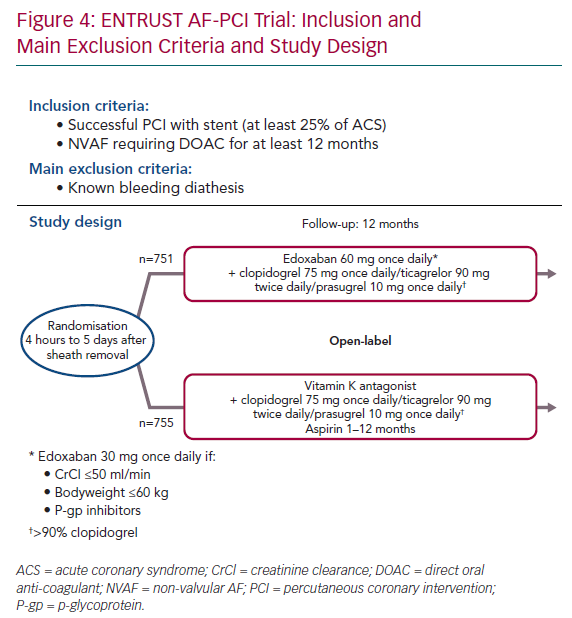 Figure 4: ENTRUST AF-PCI Trial: Inclusion and
Main Exclusion Criteria and Study Design
Inclusion criteria:
• Successful PCI with stent (at least 25% of ACS)
• NVAF requiring DOAC for at least 12 months
Main exclusion criteria:
• Known bleeding diathesis
Study design
Follow-up: 12 months
n=751
Edoxaban 60 mg once daily*
+ clopidogrel 75 mg once daily/ticagrelor 90 mg
twice daily/prasugrel 10 mg once daily†
Randomisation
4 hours to 5 days after
sheath removal
Open-label
Vitamin K antagonist
+ clopidogrel 75 mg once daily/ticagrelor 90 mg
twice daily/prasugrel 10 mg once daily†
Aspirin 1–12 months
n=755
* Edoxaban 30 mg once daily if:
• CrCl ≤50 ml/min
• Bodyweight ≤60 kg
• P-gp inhibitors
†>90% clopidogrel
ACS = acute coronary syndrome; CrCl = creatinine clearance; DOAC = direct oral
anti-coagulant; NVAF = non-valvular AF; PCI = percutaneous coronary intervention;
P-gp = p-glycoprotein.